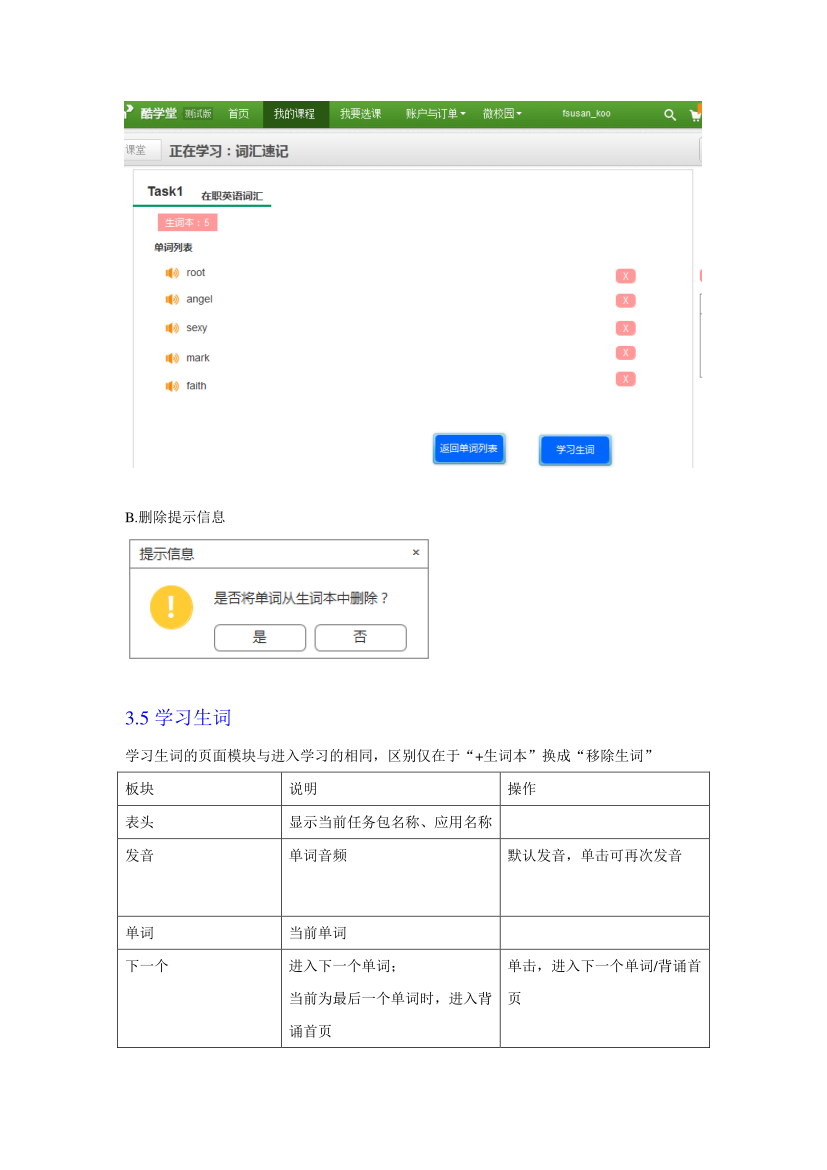 酷学堂 测试版 首页 我的课程 我要选课 账户与订单 微校园 fsusan_koo
课堂 正在学习：词汇速记
Task1 在职英语词汇
生词本：5
单词列表
root X
angel X
sexy X
mark X
faith X
返回单词列表 学习生词
B.删除提示信息
提示信息 ×
是否将单词从生词本中删除？
是 否
3.5 学习生词
学习生词的页面模块与进入学习的相同，区别仅在于“+生词本”换成“移除生词”
板块 说明 操作
表头 显示当前任务包名称、应用名称
发音 单词音频 默认发音，单击可再次发音
单词 当前单词
下一个 进入下一个单词； 单击，进入下一个单词/背诵首
当前为最后一个单词时，进入背 页
诵首页